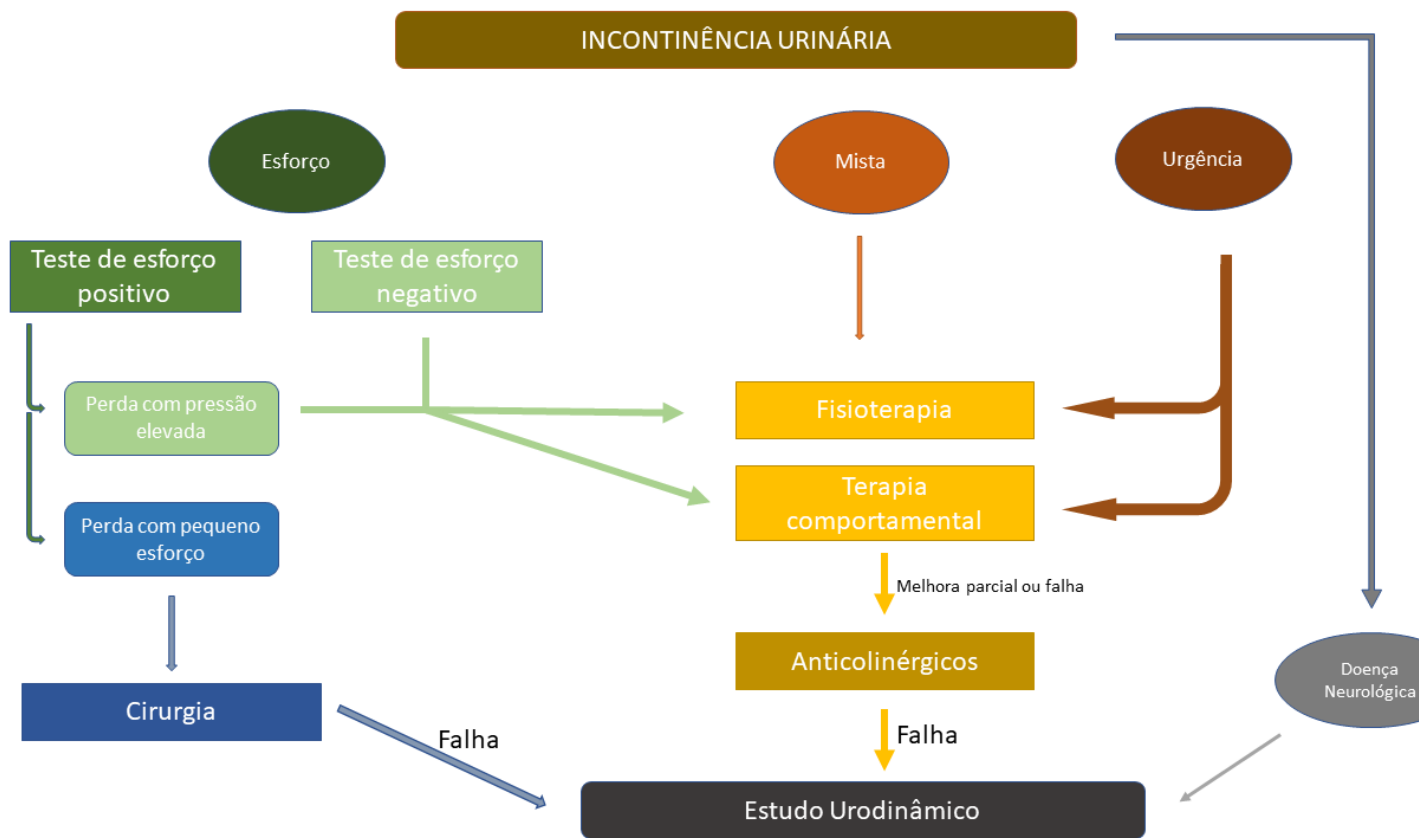 INCONTINÊNCIA URINÁRIA
Esforço
Mista
Urgência
Teste de esforço
positivo
Teste de esforço
negativo
Perda com pressão
elevada
Fisioterapia
Terapia
comportamental
Perda com pequeno
esforço
Melhora parcial ou falha
Anticolinérgicos
Doença
Neurológica
Cirurgia
Falha
Falha
Estudo Urodinâmico